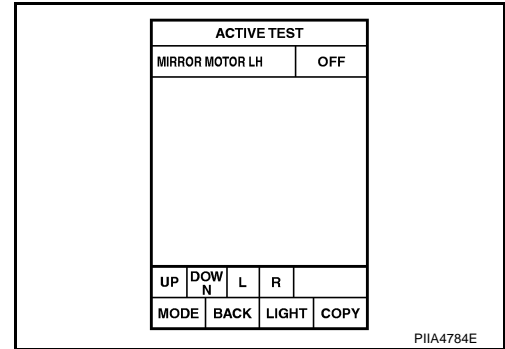 ACTIVE TEST
MIRROR MOTOR LH OFF
UP DOWN L R
MODE BACK LIGHT COPY
PIIA4784E